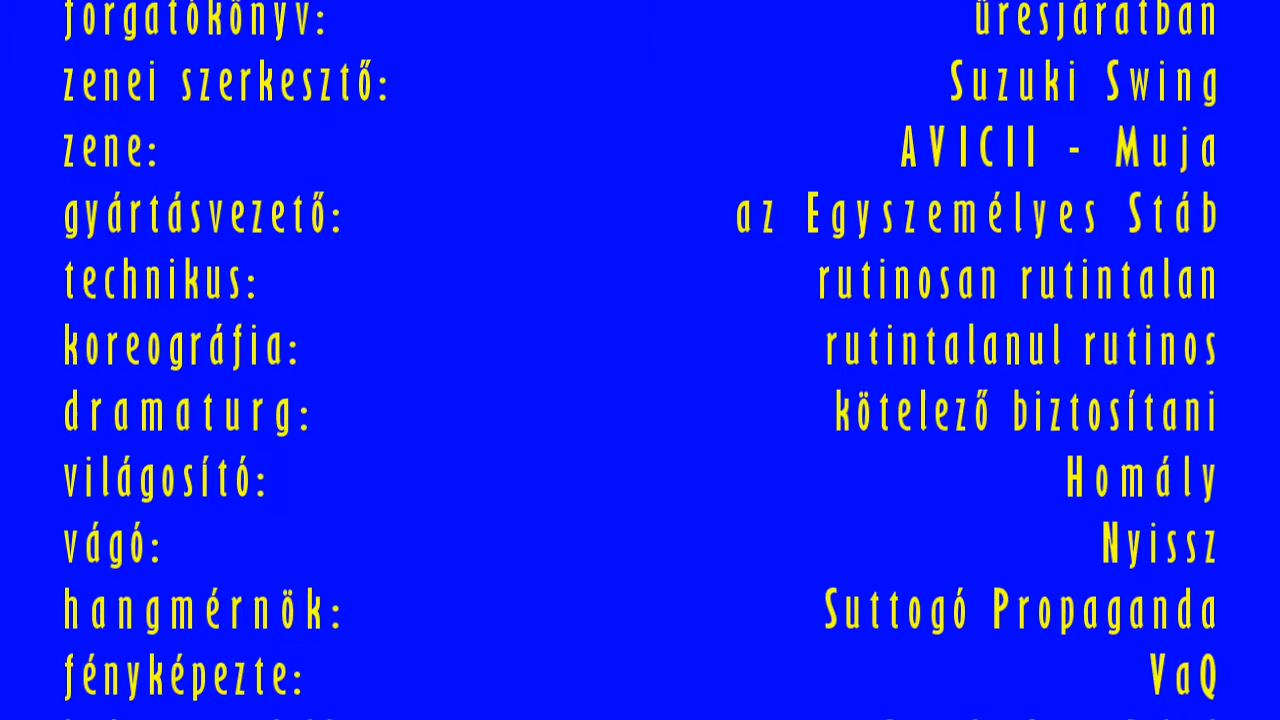 forgatókönyv: üresjáratban
zenei szerkesztő: Suzuki Swing
zene: AVICII - Muja
gyártásvezető: az Egyszemélyes Stáb
technikus: rutinosan rutintalan
koreográfia: rutintalanul rutinos
dramaturg: kötelező biztosítani
világosító: Homály
vágó: Nyissz
hangmérnök: Suttogó Propaganda
fényképezte: VaQ